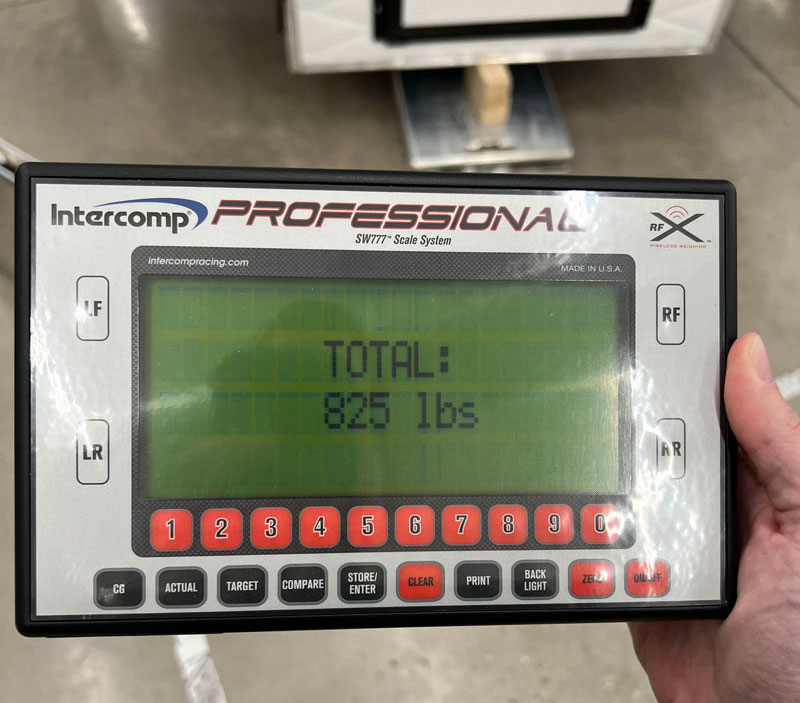 Intercomp® PROFESSIONAL
SW777™ Scale System
RFX™
WIRELESS WEIGHING
intercompracing.com
MADE IN U.S.A.
LF
RF
TOTAL:
825 lbs
LR
RR
1 2 3 4 5 6 7 8 9 0
CG ACTUAL TARGET COMPARE STORE/ENTER CLEAR PRINT BACK LIGHT ZERO ON/OFF